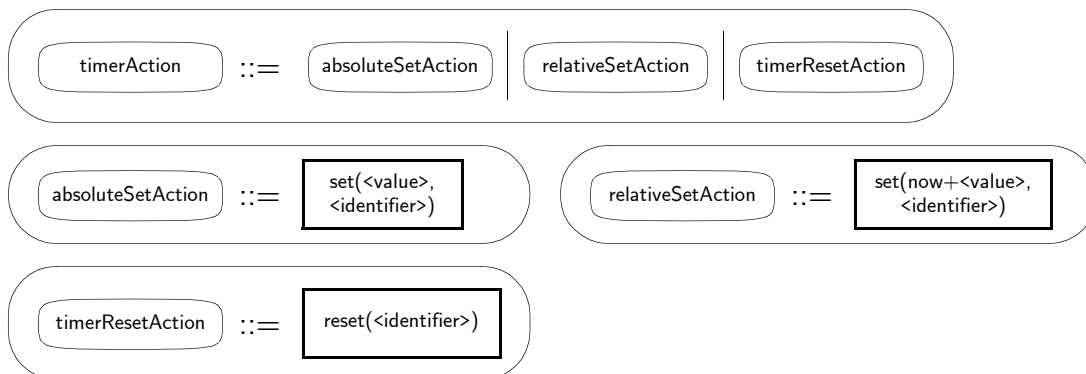 timerAction ::= absoluteSetAction | relativeSetAction | timerResetAction
absoluteSetAction ::= set(<value>,
<identifier>)
relativeSetAction ::= set(now+<value>,
<identifier>)
timerResetAction ::= reset(<identifier>)